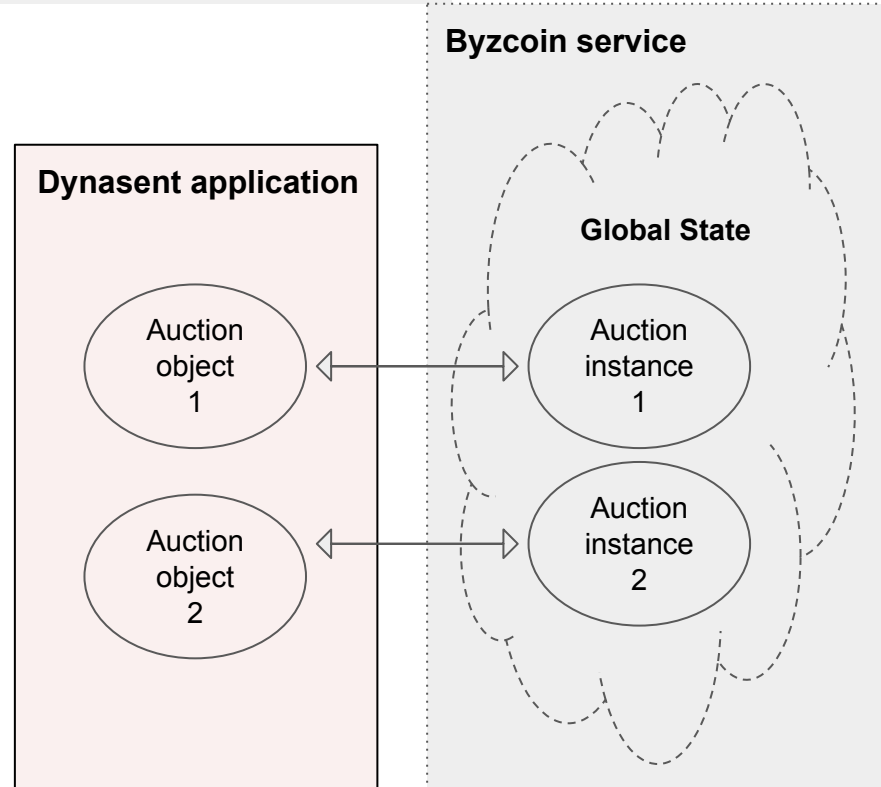 Byzcoin service
Dynasent application
Global State
Auction
object
1
Auction
instance
1
Auction
object
2
Auction
instance
2